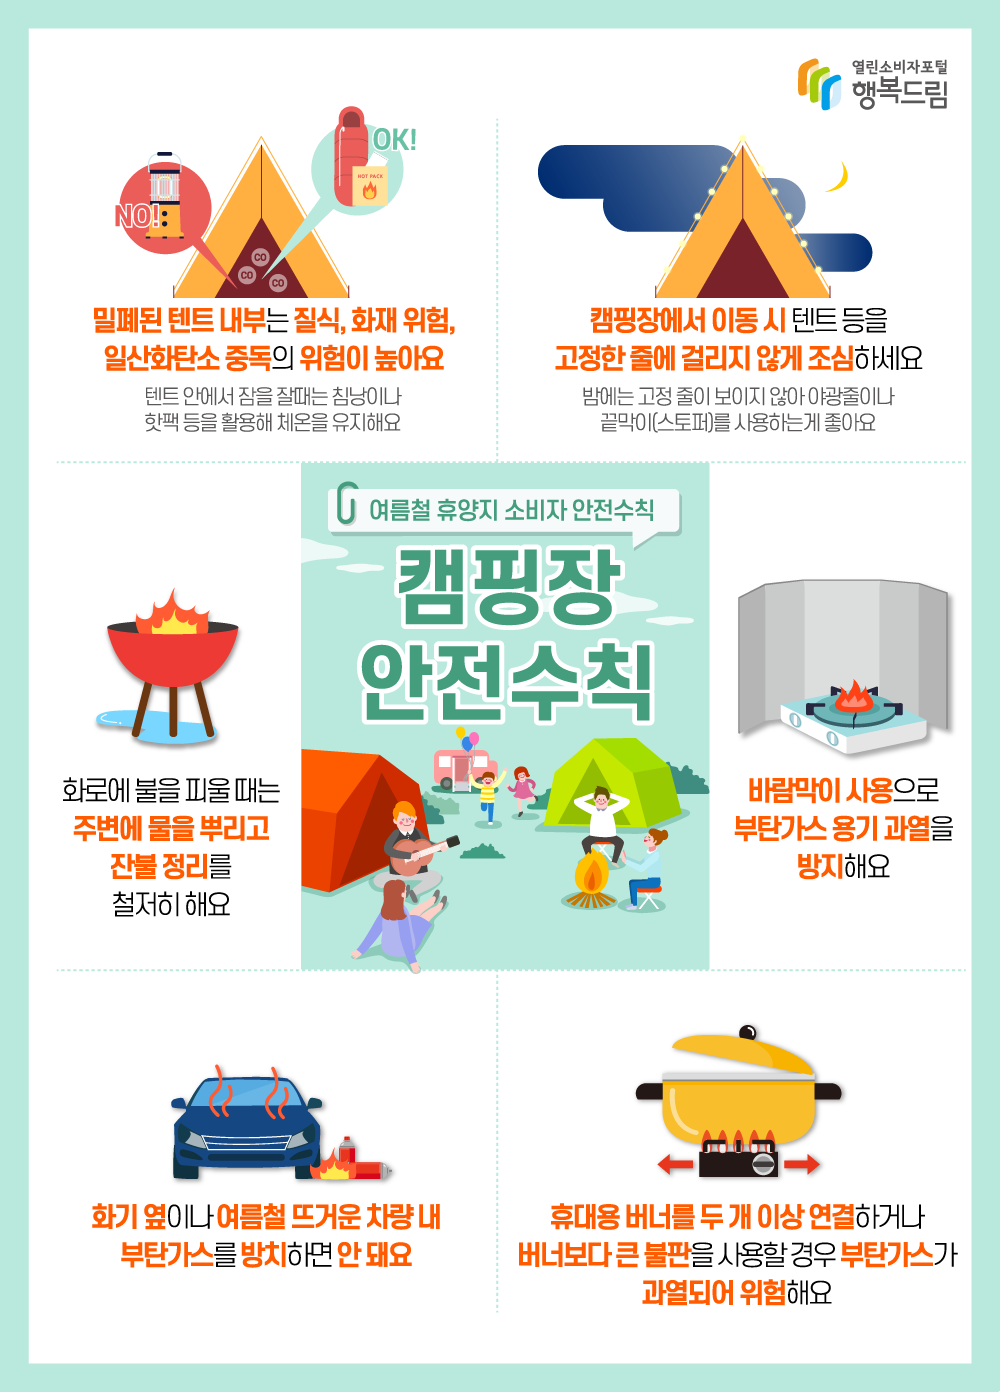 열린소비자포털
행복드림
NO!
OK!
HOT PACK
CO
CO
CO
밀폐된 텐트 내부는 질식, 화재 위험,
일산화탄소 중독의 위험이 높아요
텐트 안에서 잠을 잘때는 침낭이나
핫팩 등을 활용해 체온을 유지해요
캠핑장에서 이동 시 텐트 등을
고정한 줄에 걸리지 않게 조심하세요
밤에는 고정 줄이 보이지 않아 야광줄이나
끝막이(스토퍼)를 사용하는게 좋아요
여름철 휴양지 소비자 안전수칙
캠핑장
안전수칙
화로에 불을 피울 때는
주변에 물을 뿌리고
잔불 정리를
철저히 해요
바람막이 사용으로
부탄가스 용기 과열을
방지해요
화기 옆이나 여름철 뜨거운 차량 내
부탄가스를 방치하면 안 돼요
휴대용 버너를 두 개 이상 연결하거나
버너보다 큰 불판을 사용할 경우 부탄가스가
과열되어 위험해요